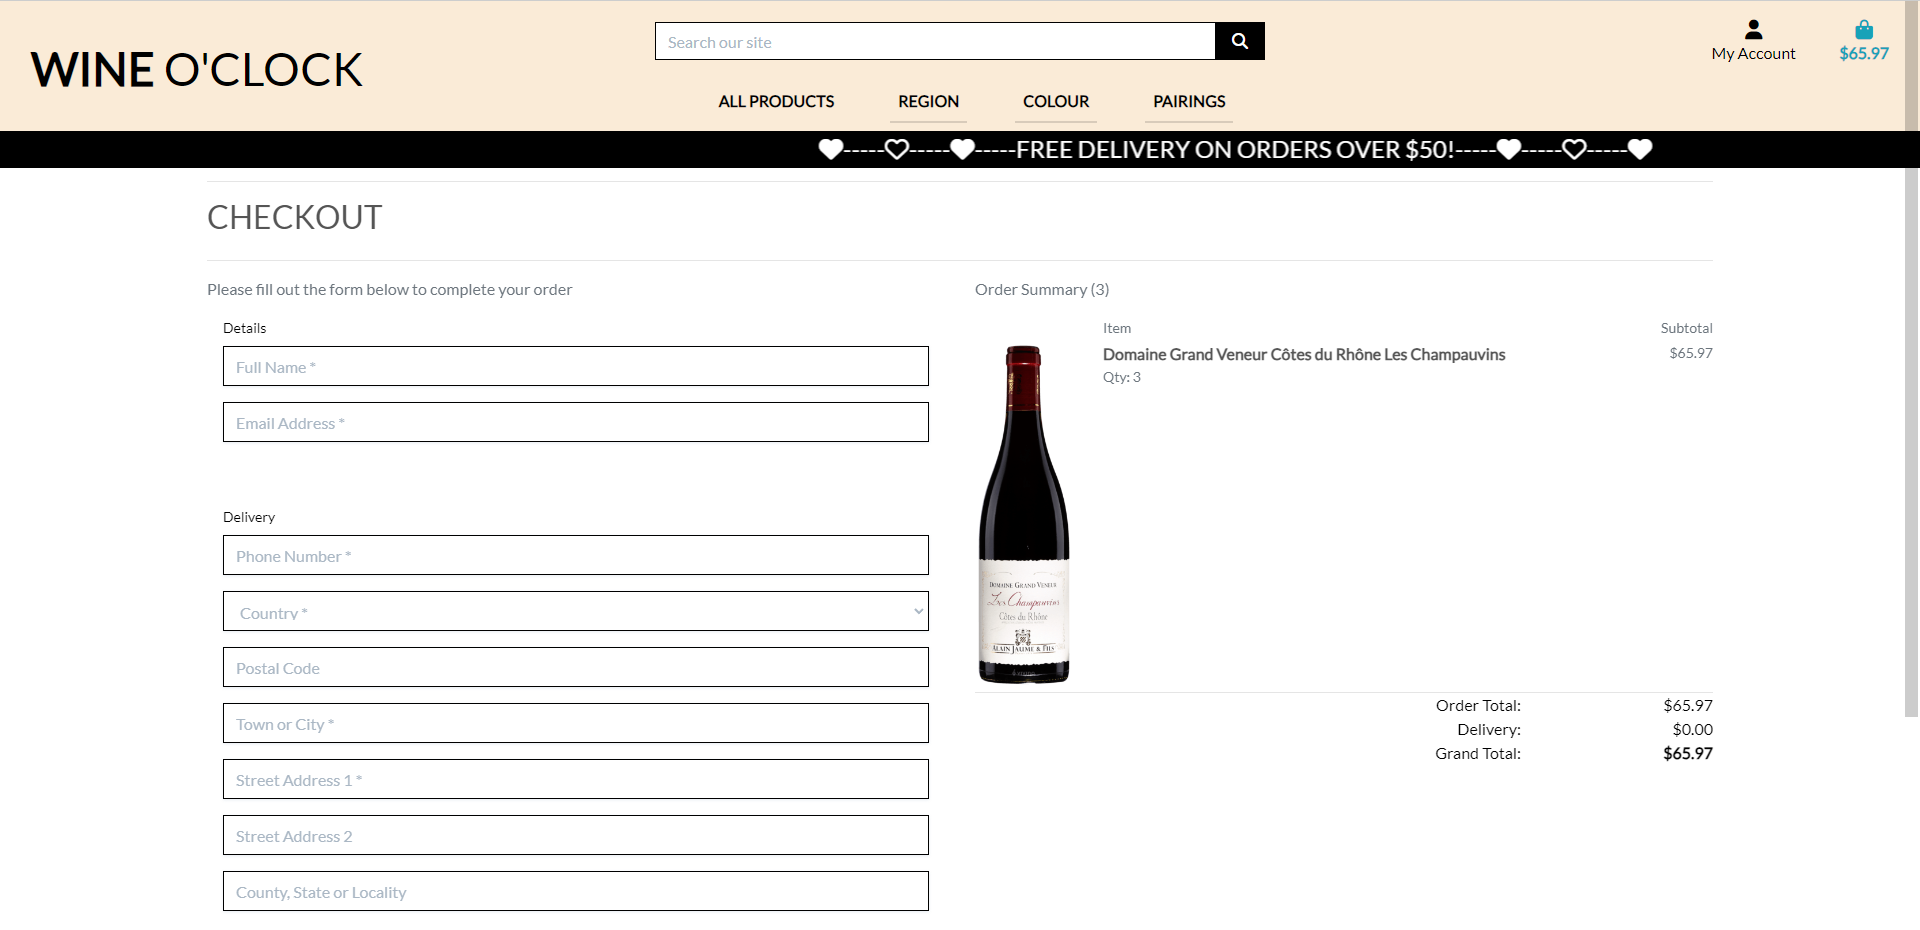 WINE O'CLOCK
Search our site
My Account
$65.97
ALL PRODUCTS
REGION
COLOUR
PAIRINGS
-----FREE DELIVERY ON ORDERS OVER $50!-----
CHECKOUT
Please fill out the form below to complete your order
Details
Full Name *
Email Address *
Delivery
Phone Number *
Country *
Postal Code
Town or City *
Street Address 1 *
Street Address 2
County, State or Locality
Order Summary (3)
Item
Subtotal
Domaine Grand Veneur Côtes du Rhône Les Champauvins
$65.97
Qty: 3
DOMAINE GRAND VENEUR
Les Champauvins
Côtes du Rhône
ALAIN JAUME & FILS
Order Total:
$65.97
Delivery:
$0.00
Grand Total:
$65.97